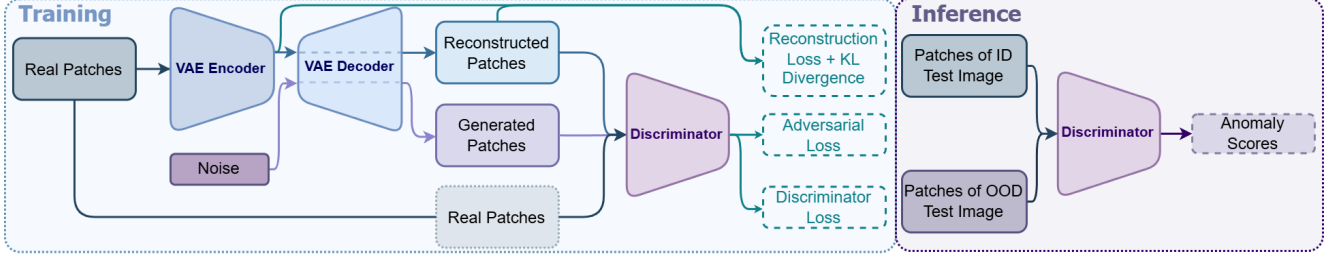 Training
Real Patches
VAE Encoder
VAE Decoder
Noise
Reconstructed
Patches
Generated
Patches
Real Patches
Discriminator
Reconstruction
Loss + KL
Divergence
Adversarial
Loss
Discriminator
Loss
Inference
Patches of ID
Test Image
Patches of OOD
Test Image
Discriminator
Anomaly
Scores